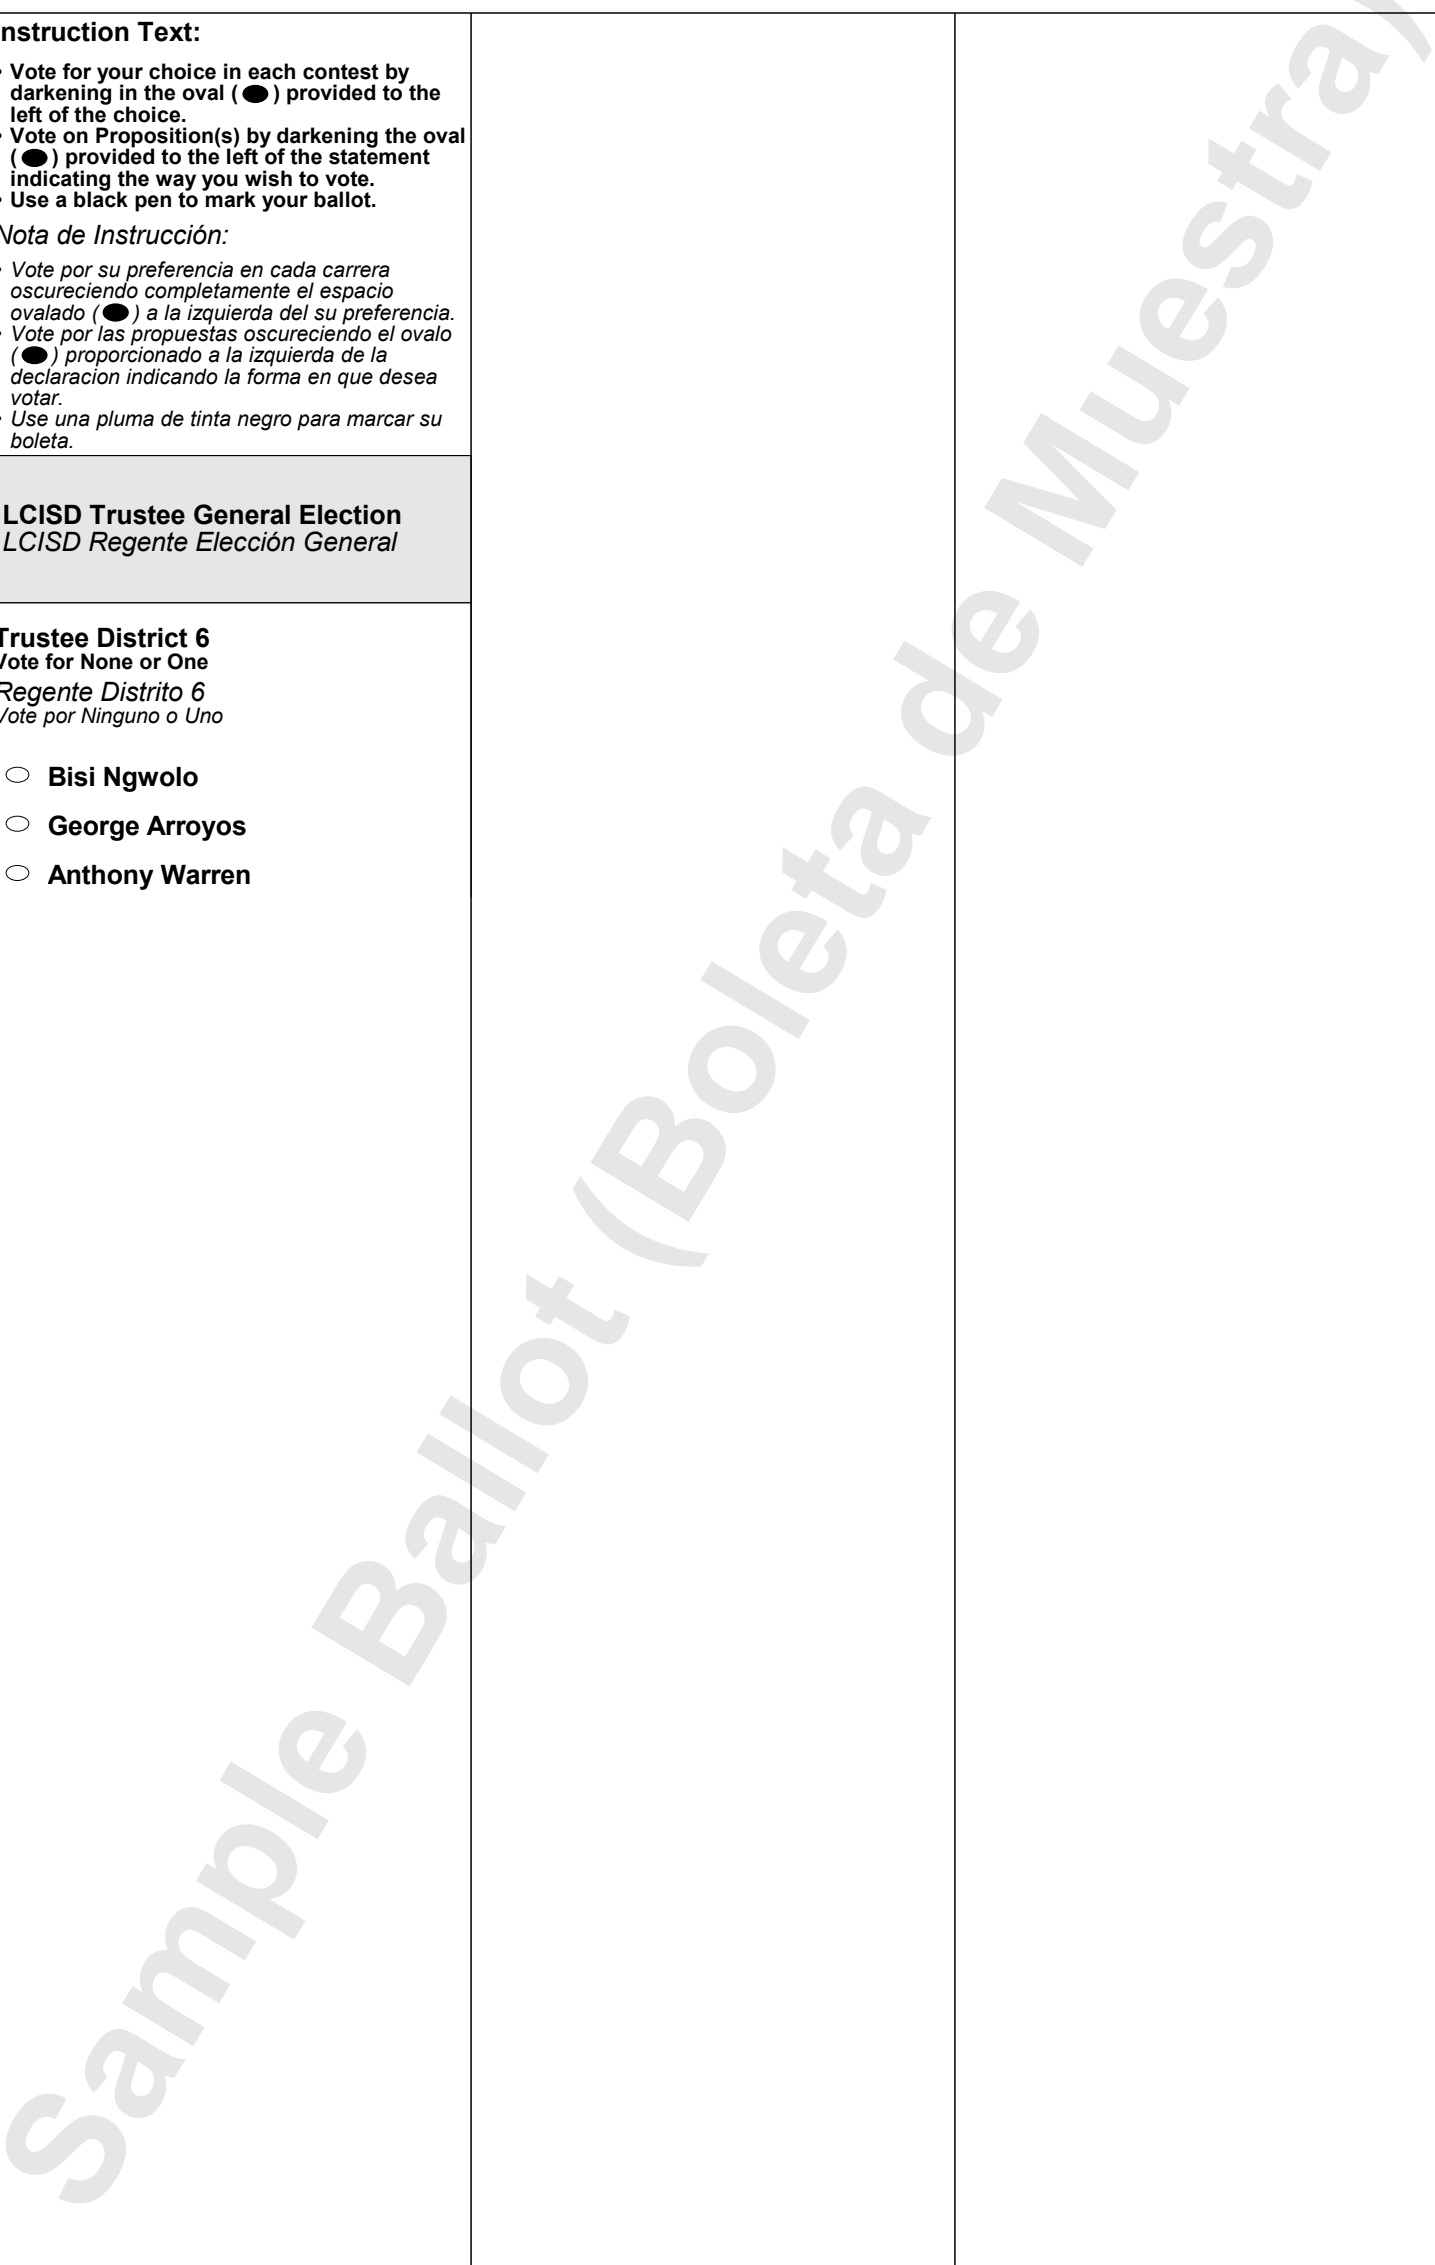 nstruction Text:
• Vote for your choice in each contest by
darkening in the oval ( ) provided to the
left of the choice.
• Vote on Proposition(s) by darkening the oval
( ) provided to the left of the statement
indicating the way you wish to vote.
• Use a black pen to mark your ballot.
Nota de Instrucción:
• Vote por su preferencia en cada carrera
oscureciendo completamente el espacio
ovalado ( ) a la izquierda del su preferencia.
• Vote por las propuestas oscureciendo el ovalo
( ) proporcionado a la izquierda de la
declaracion indicando la forma en que desea
votar.
• Use una pluma de tinta negro para marcar su
boleta.
LCISD Trustee General Election
LCISD Regente Elección General
Trustee District 6
Vote for None or One
Regente Distrito 6
Vote por Ninguno o Uno
Bisi Ngwolo
George Arroyos
Anthony Warren
Sample Ballot (Boleta de Muestra)